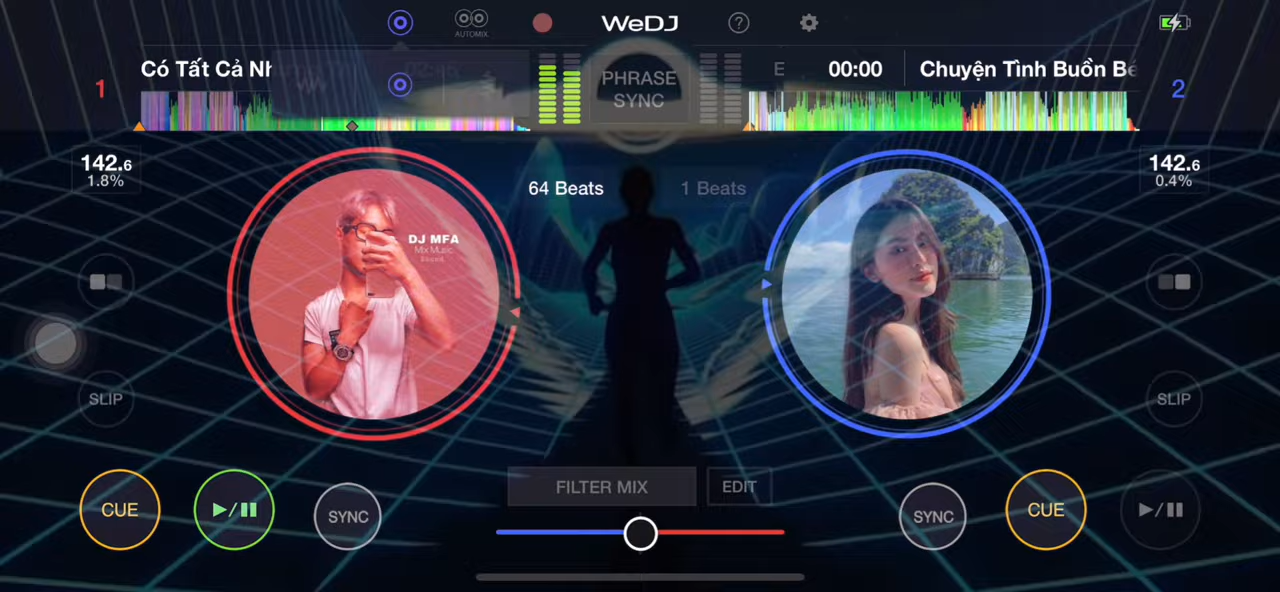 WeDJ
?
AUTOMIX
1
Có Tất Cả Nh
PHRASE
SYNC
E
00:00
Chuyện Tình Buồn Bé
2
142.6
1.8%
64 Beats
1 Beats
142.6
0.4%
DJ MFA
Mix Music
Sound
SLIP
SLIP
CUE
SYNC
FILTER MIX
EDIT
SYNC
CUE